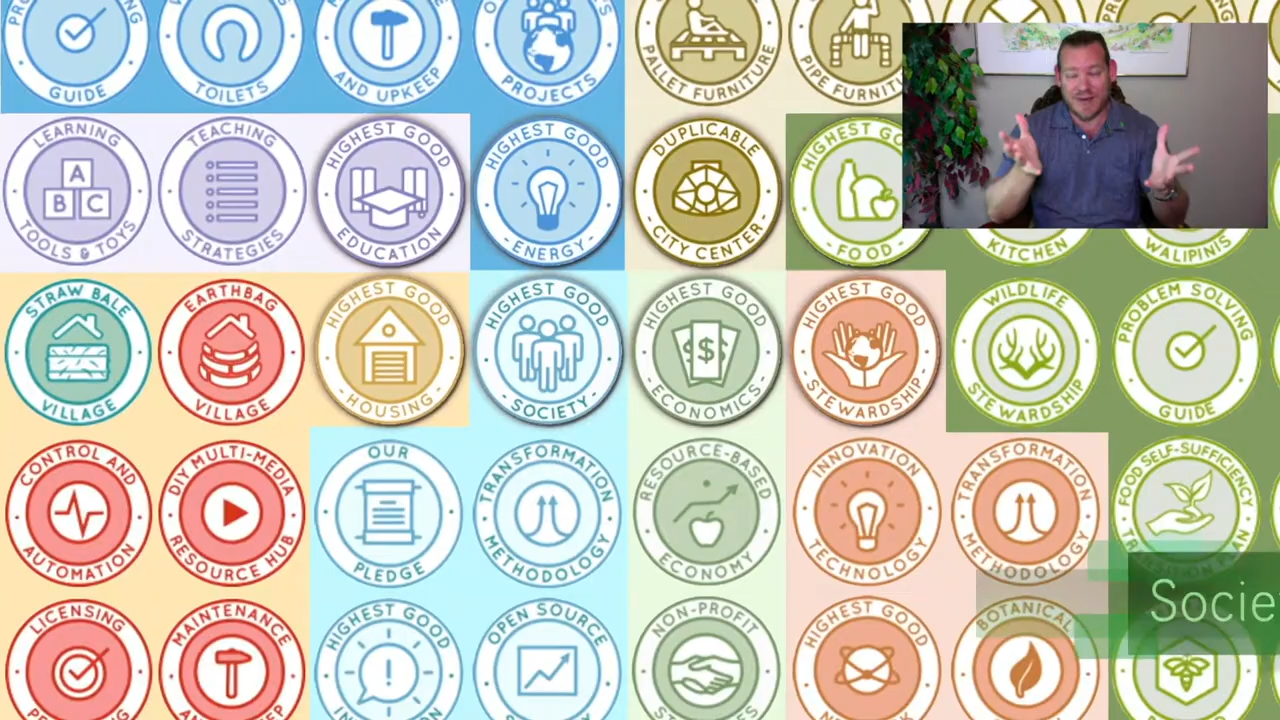 GUIDE
TOILETS
AND UPKEEP
PROJECTS
PALLET FURNITURE
LEARNING
A
B C
TOOLS & TOYS
TEACHING
STRATEGIES
HIGHEST GOOD
EDUCATION
HIGHEST GOOD
- ENERGY -
DUPLICABLE
- CITY CENTER -
- FOOD -
KITCHEN
WALIPINIS
STRAW BALE
VILLAGE
EARTHBAG
VILLAGE
HIGHEST GOOD
- HOUSING -
HIGHEST GOOD
- SOCIETY -
HIGHEST GOOD
$$$
- ECONOMICS -
HIGHEST GOOD
STEWARDSHIP
WILDLIFE
STEWARDSHIP
PROBLEM SOLVING
GUIDE
CONTROL AND
AUTOMATION
DIY MULTI-MEDIA
RESOURCE HUB
OUR
PLEDGE
TRANSFORMATION
METHODOLOGY
RESOURCE-BASED
ECONOMY
INNOVATION
TECHNOLOGY
TRANSFORMATION
METHODOLOGY
FOOD SELF-SUFFICIENCY
Socie
LICENSING
MAINTENANCE
HIGHEST GOOD
OPEN SOURCE
NON-PROFIT
HIGHEST GOOD
BOTANICAL